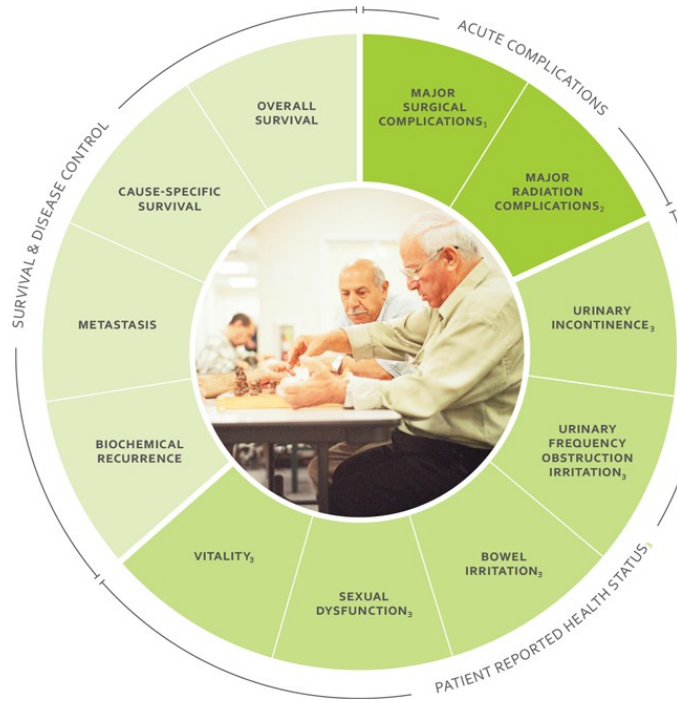 ACUTE COMPLICATIONS
MAJOR
SURGICAL
COMPLICATIONS₁
MAJOR
RADIATION
COMPLICATIONS₂
URINARY
INCONTINENCE₃
URINARY
FREQUENCY
OBSTRUCTION
IRRITATION₃
BOWEL
IRRITATION₃
SEXUAL
DYSFUNCTION₃
VITALITY₃
PATIENT REPORTED HEALTH STATUS₃
BIOCHEMICAL
RECURRENCE
METASTASIS
CAUSE-SPECIFIC
SURVIVAL
OVERALL
SURVIVAL
SURVIVAL & DISEASE CONTROL